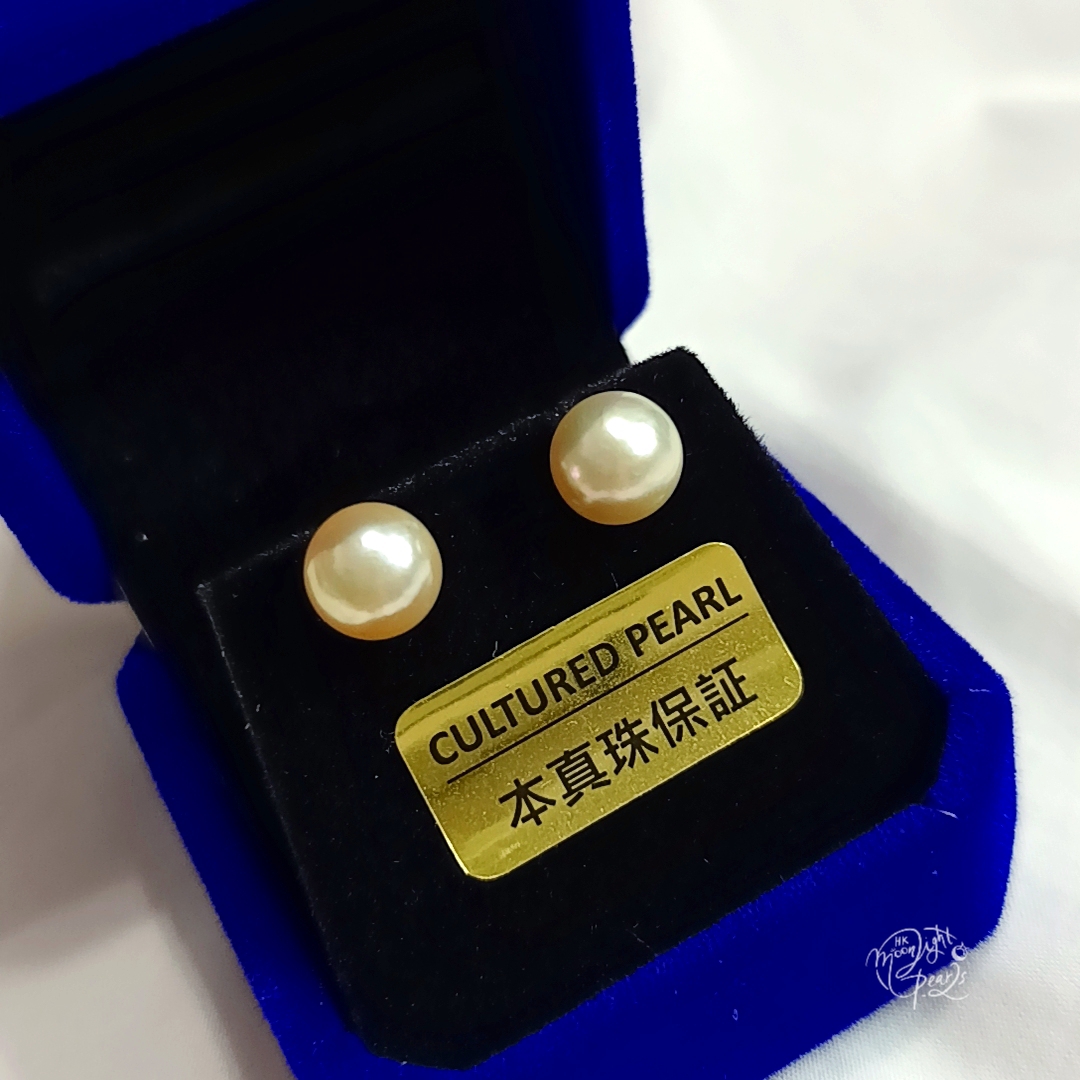 CULTURED PEARL
本真珠保証
HK
Moonlight
Pearls